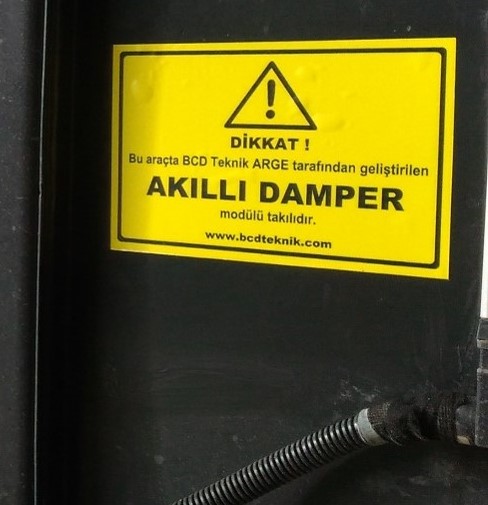 DİKKAT !
Bu araçta BCD Teknik ARGE tarafından geliştirilen
AKILLI DAMPER
modülü takılıdır.
www.bcdteknik.com